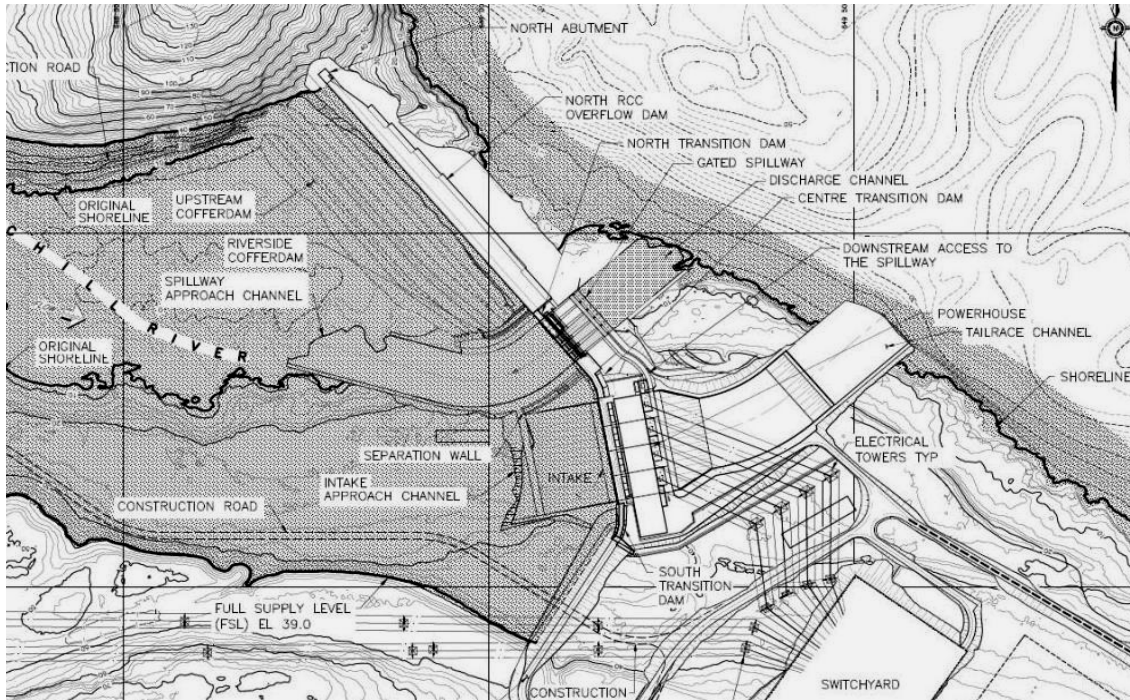 NORTH ABUTMENT
CTION ROAD
NORTH RCC
OVERFLOW DAM
NORTH TRANSITION DAM
GATED SPILLWAY
DISCHARGE CHANNEL
CENTRE TRANSITION DAM
ORIGINAL
SHORELINE
UPSTREAM
COFFERDAM
RIVERSIDE
COFFERDAM
DOWNSTREAM ACCESS TO
THE SPILLWAY
SPILLWAY
APPROACH CHANNEL
CHILL RIVER
POWERHOUSE
TAILRACE CHANNEL
ORIGINAL
SHORELINE
SHORELINE
SEPARATION WALL
ELECTRICAL
TOWERS TYP
INTAKE
APPROACH CHANNEL
INTAKE
CONSTRUCTION ROAD
SOUTH
TRANSITION
DAM
FULL SUPPLY LEVEL
(FSL) EL 39.0
CONSTRUCTION
SWITCHYARD